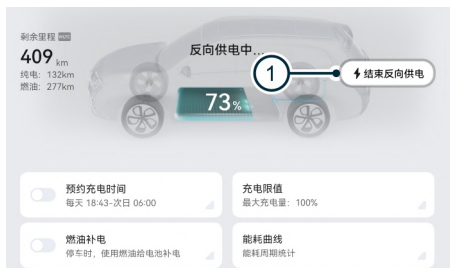 剩余里程 WLTC
409 km
纯电: 132km
燃油: 277km
反向供电中...
1
结束反向供电
73%
预约充电时间
每天 18:43-次日 06:00
充电限值
最大充电量: 100%
燃油补电
停车时，使用燃油给电池补电
能耗曲线
能耗周期统计